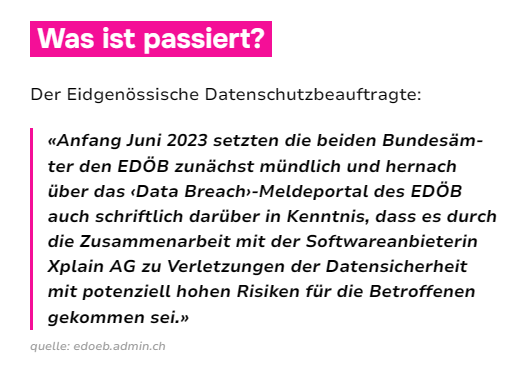 Was ist passiert?
Der Eidgenössische Datenschutzbeauftragte:
«Anfang Juni 2023 setzten die beiden Bundesäm-
ter den EDÖB zunächst mündlich und hernach
über das ‹Data Breach›-Meldeportal des EDÖB
auch schriftlich darüber in Kenntnis, dass es durch
die Zusammenarbeit mit der Softwareanbieterin
Xplain AG zu Verletzungen der Datensicherheit
mit potenziell hohen Risiken für die Betroffenen
gekommen sei.»
quelle: edoeb.admin.ch